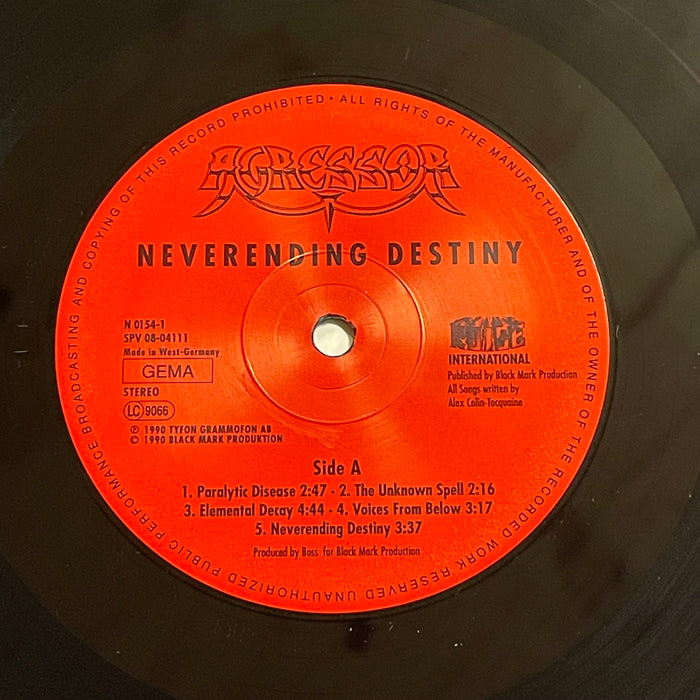 UNAUTHORIZED PUBLIC PERFORMANCE BROADCASTING AND COPYING OF THIS RECORD PROHIBITED • ALL RIGHTS OF THE MANUFACTURER AND OF THE OWNER OF THE RECORDED WORK RESERVED
AGRESSOR
NEVERENDING DESTINY
N 0154-1
SPV 08-04111
Made in West-Germany
GEMA
STEREO
LC 9066
℗ 1990 TYFON GRAMMOFON AB
© 1990 BLACK MARK PRODUKTION
NOISE
INTERNATIONAL
Published by Black Mark Production
All Songs written by
Alex Colin-Tocquaine
Side A
1. Paralytic Disease 2:47 - 2. The Unknown Spell 2:16
3. Elemental Decay 4:44 - 4. Voices From Below 3:17
5. Neverending Destiny 3:37
Produced by Boss for Black Mark Production